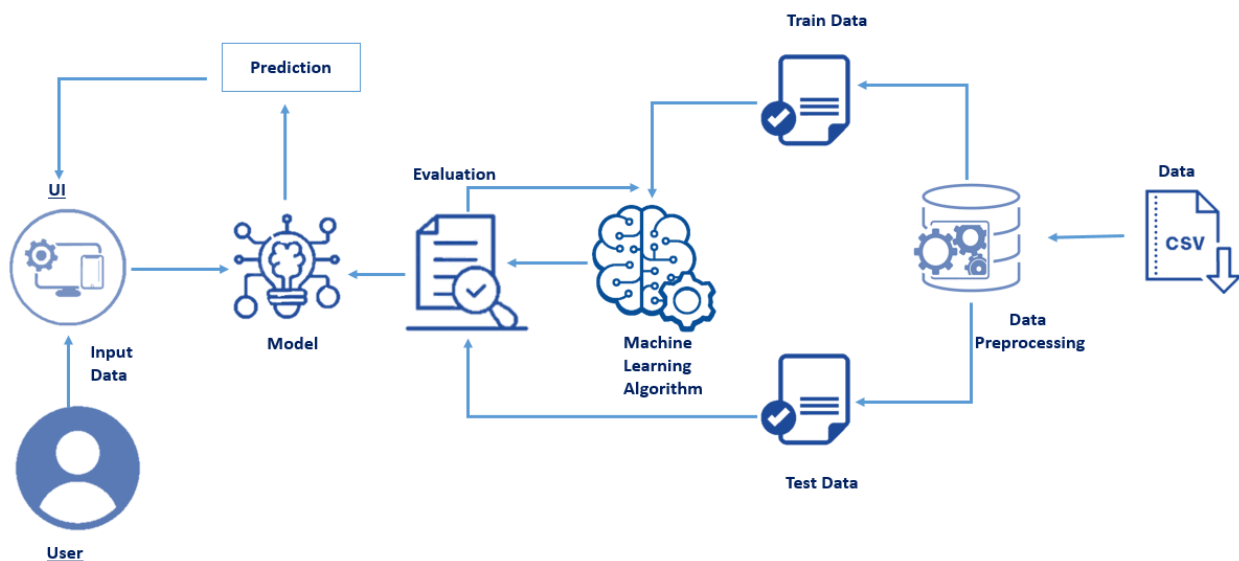 Train Data
Prediction
Evaluation
UI
Data
CSV
Model
Input
Data
Machine
Learning
Algorithm
Data
Preprocessing
Test Data
User